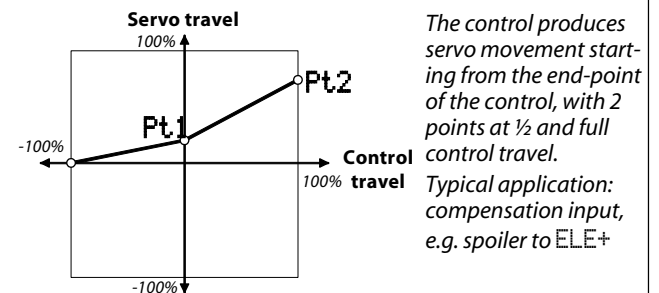 Servo travel
100%
Pt2
Pt1
-100%
Control
100% travel
-100%
The control produces
servo movement start-
ing from the end-point
of the control, with 2
points at ½ and full
control travel.
Typical application:
compensation input,
e.g. spoiler to ELE+